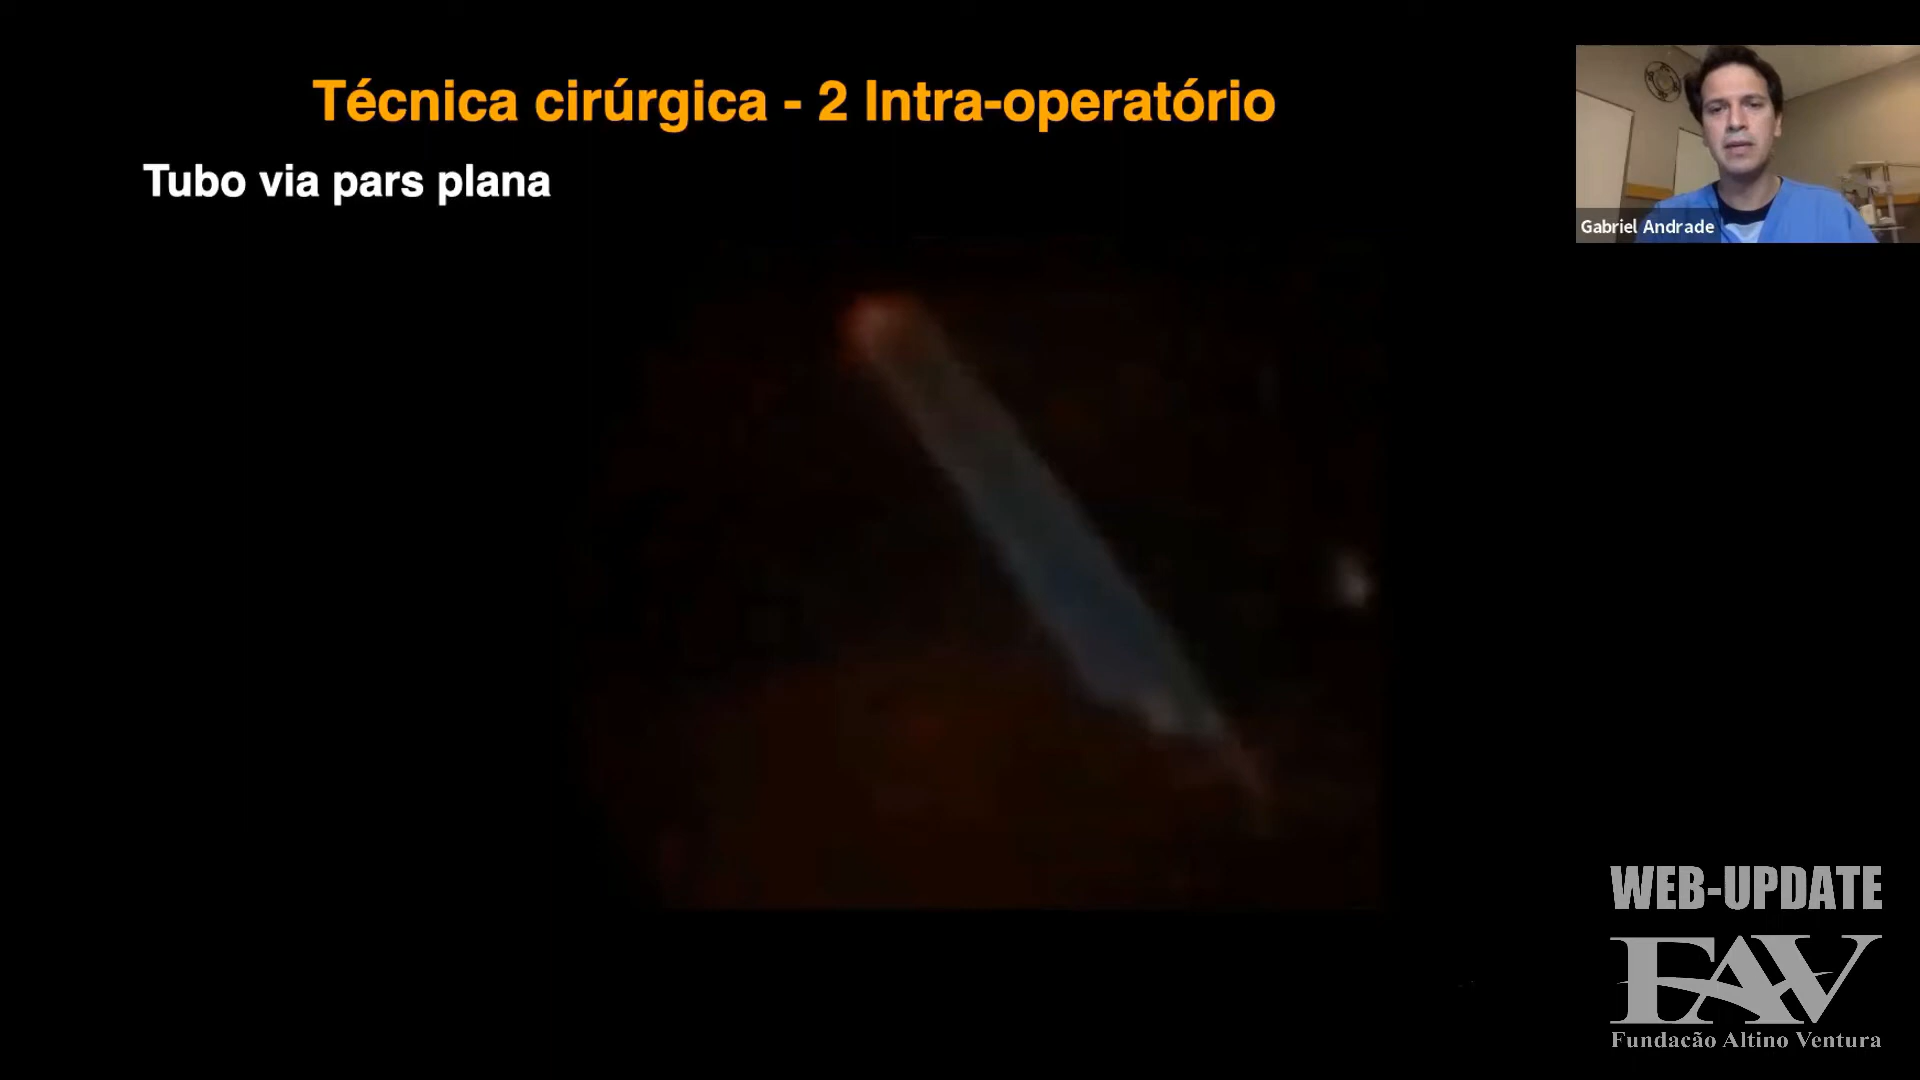 Técnica cirúrgica - 2 Intra-operatório
Tubo via pars plana
Gabriel Andrade
WEB-UPDATE
FAV
Fundacão Altino Ventura